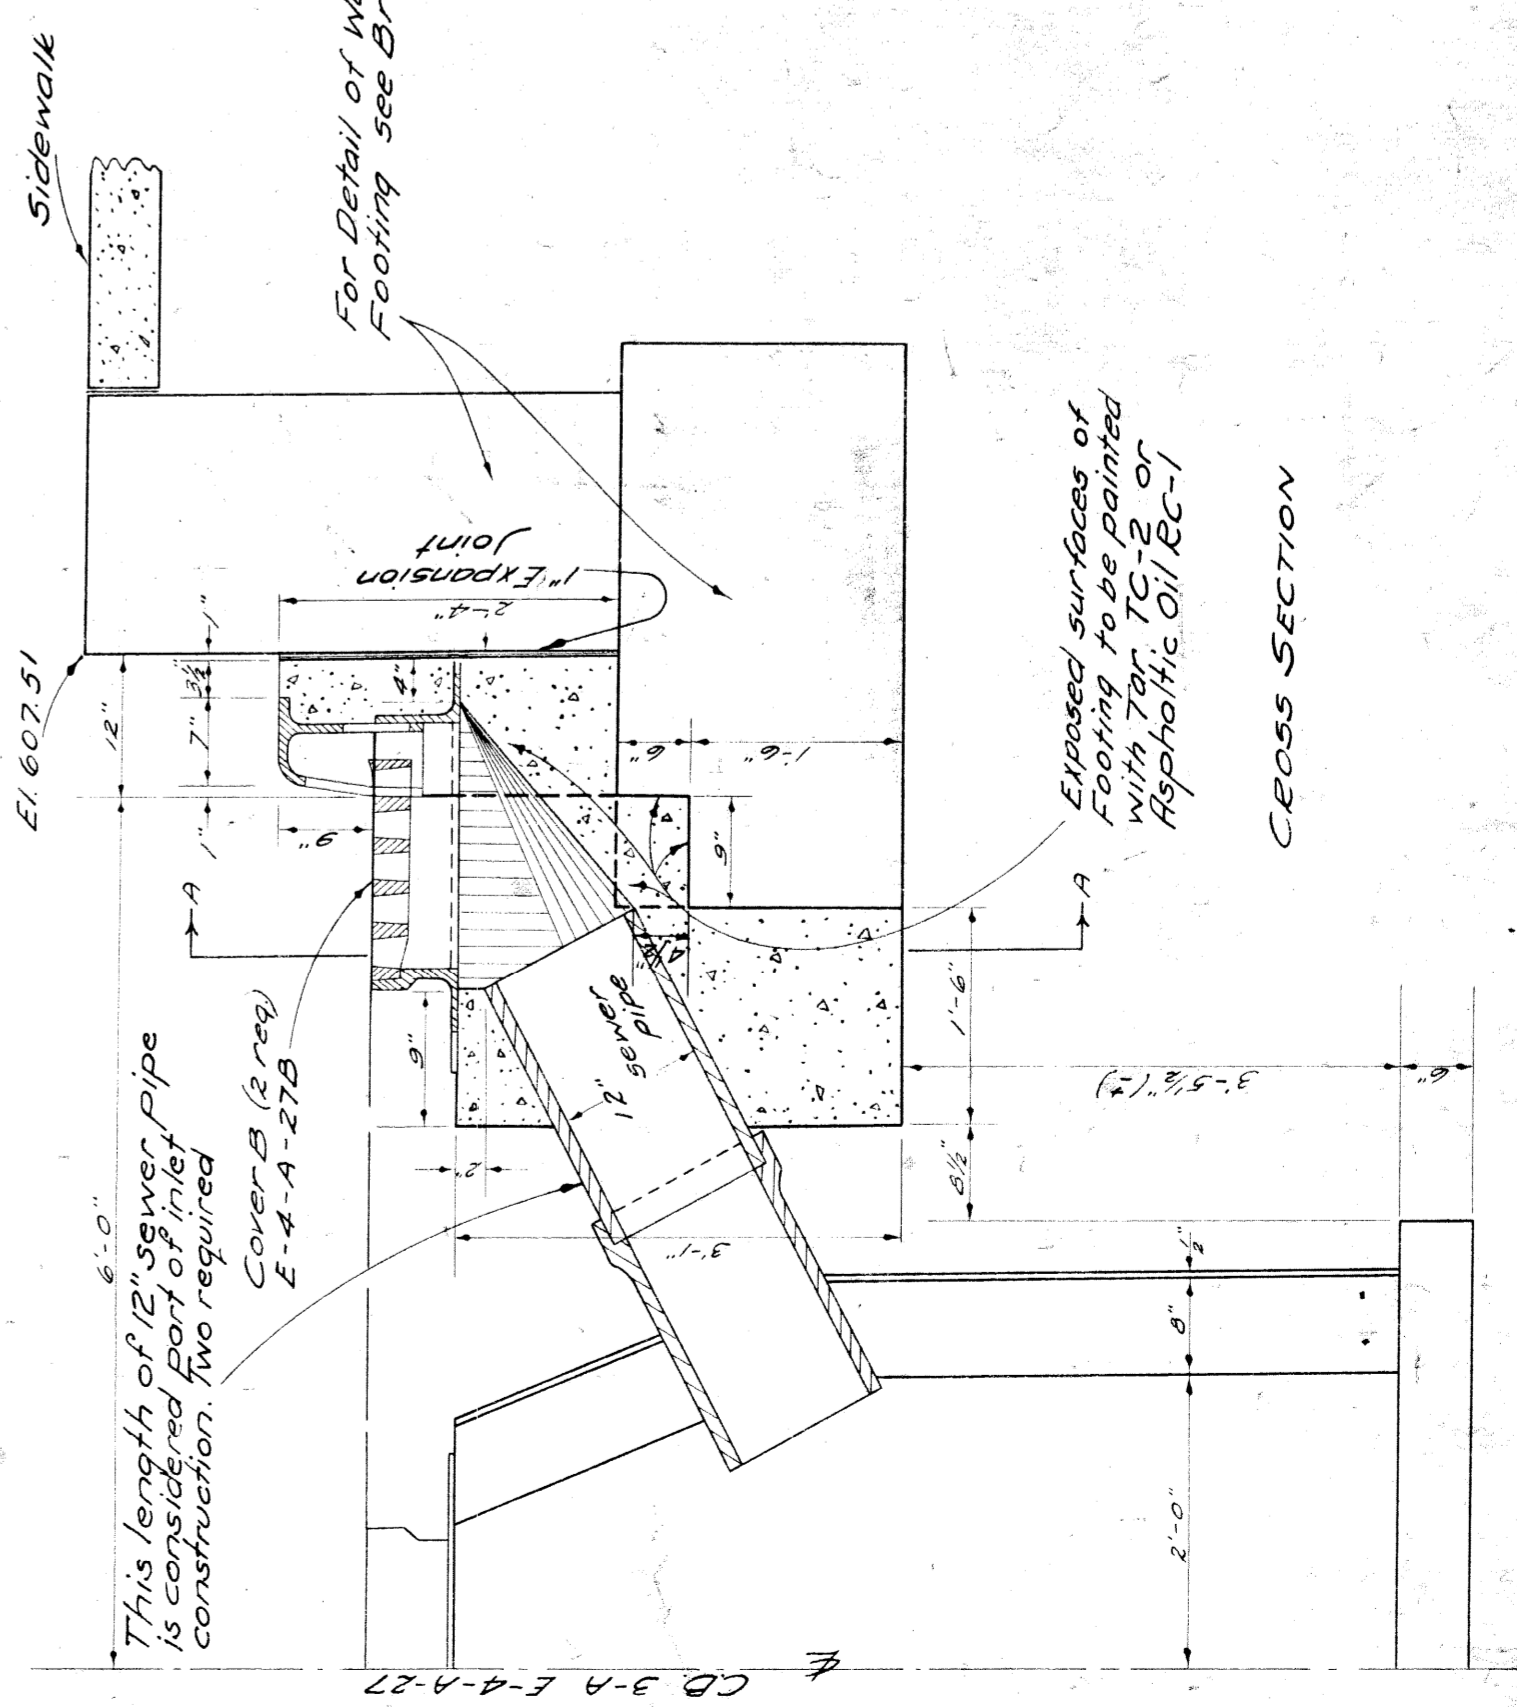 Sidewalk
For Detail of
Footing see
El. 607.51
12"
1"
3½"
7"
1"
9"
4"
2'-4"
1" Expansion
Joint
6"
1'-6"
9"
A
A
Exposed surfaces of
Footing to be painted
with Tar TC-2 or
Asphaltic Oil RC-1
CROSS SECTION
6'-0"
This length of 12" sewer pipe
is considered part of inlet
construction. Two required
Cover B (2 req)
E-4-A-27B
9"
2"
12"
sewer
pipe
4½"
3'-1"
1'-6"
8½"
3'-5½" (±)
6"
½"
8"
2'-0"
C.B. 3-A E-4-A-27
℄